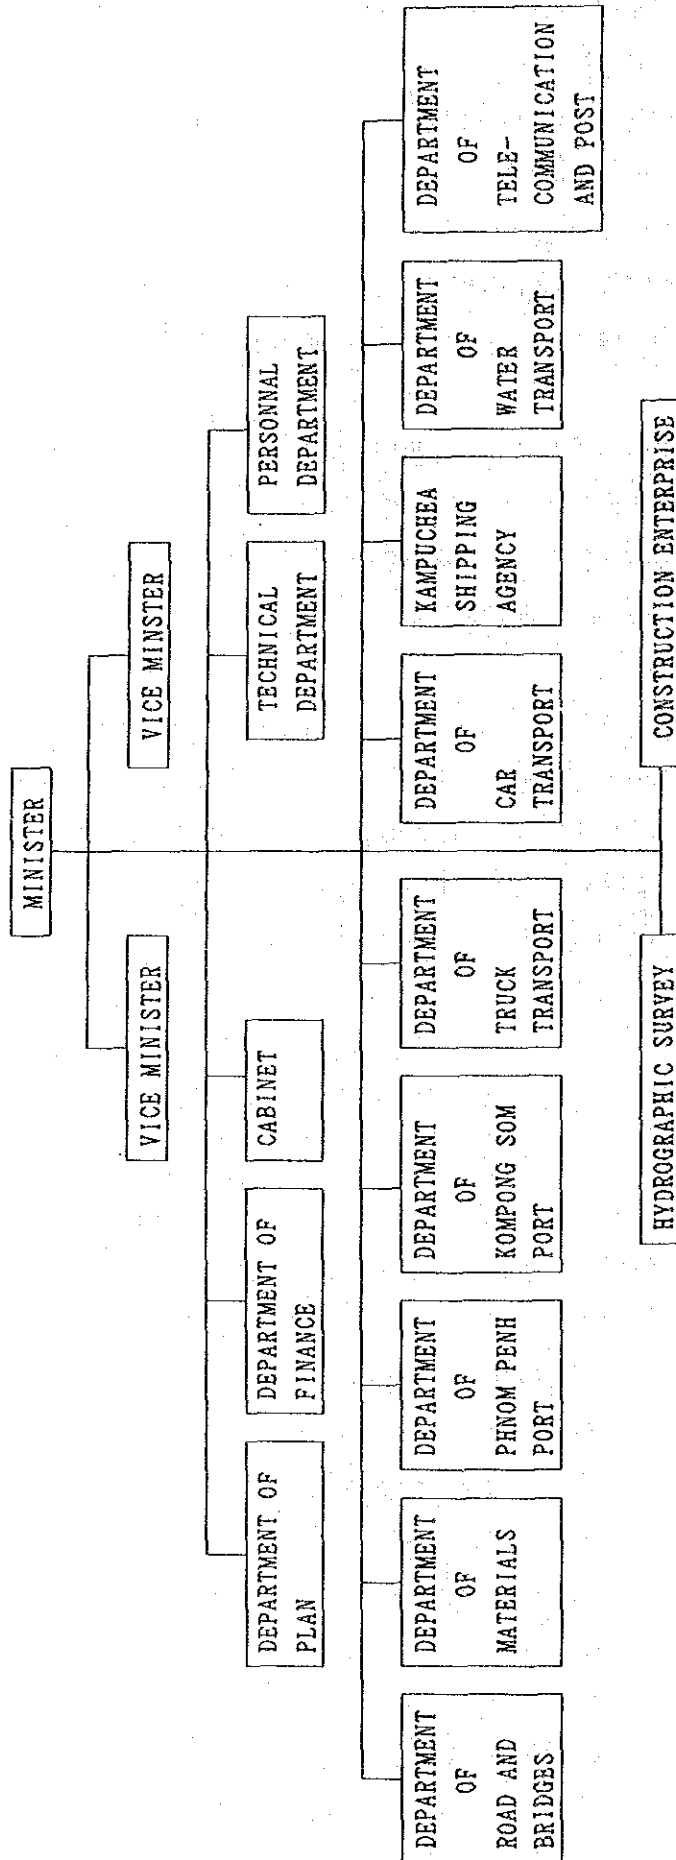 MINISTER
VICE MINISTER
VICE MINSTER
DEPARTMENT OF
PLAN
DEPARTMENT OF
FINANCE
CABINET
TECHNICAL
DEPARTMENT
PERSONNAL
DEPARTMENT
DEPARTMENT
OF
ROAD AND
BRIDGES
DEPARTMENT
OF
MATERIALS
DEPARTMENT
OF
PHNOM PENH
PORT
DEPARTMENT
OF
KOMPONG SOM
PORT
DEPARTMENT
OF
TRUCK
TRANSPORT
DEPARTMENT
OF
CAR
TRANSPORT
KAMPUCHEA
SHIPPING
AGENCY
DEPARTMENT
OF
WATER
TRANSPORT
DEPARTMENT
OF
TELE-
COMMUNICATION
AND POST
HYDROGRAPHIC SURVEY
CONSTRUCTION ENTERPRISE